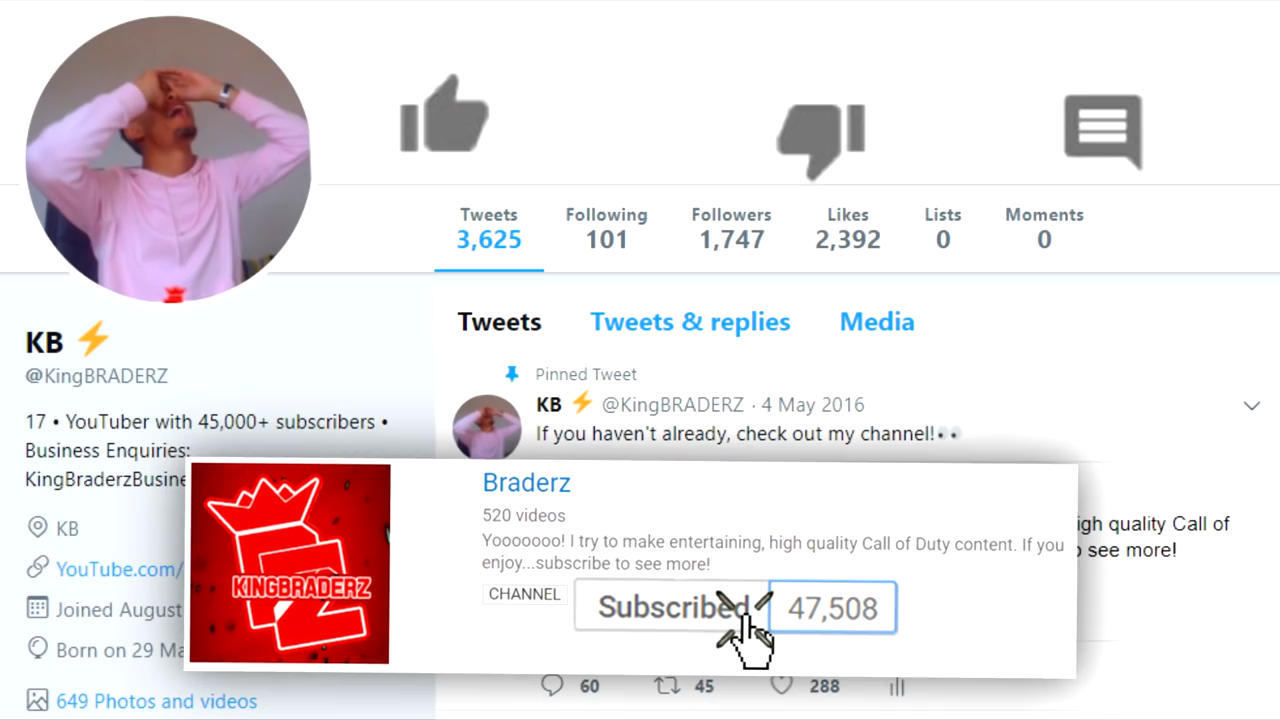 Tweets Following Followers Likes Lists Moments
3,625 101 1,747 2,392 0 0
KB⚡
@KingBRADERZ
17 • YouTuber with 45,000+ subscribers •
Business Enquiries:
KingBraderzBusine
KB
YouTube.com/
Joined August
Born on 29 Ma
649 Photos and videos
Tweets Tweets & replies Media
Pinned Tweet
KB⚡ @KingBRADERZ · 4 May 2016
If you haven't already, check out my channel!👀
igh quality Call of
see more!
KINGBRADERZ
Braderz
520 videos
Yooooooo! I try to make entertaining, high quality Call of Duty content. If you
enjoy...subscribe to see more!
CHANNEL Subscribed 47,508
60 45 288